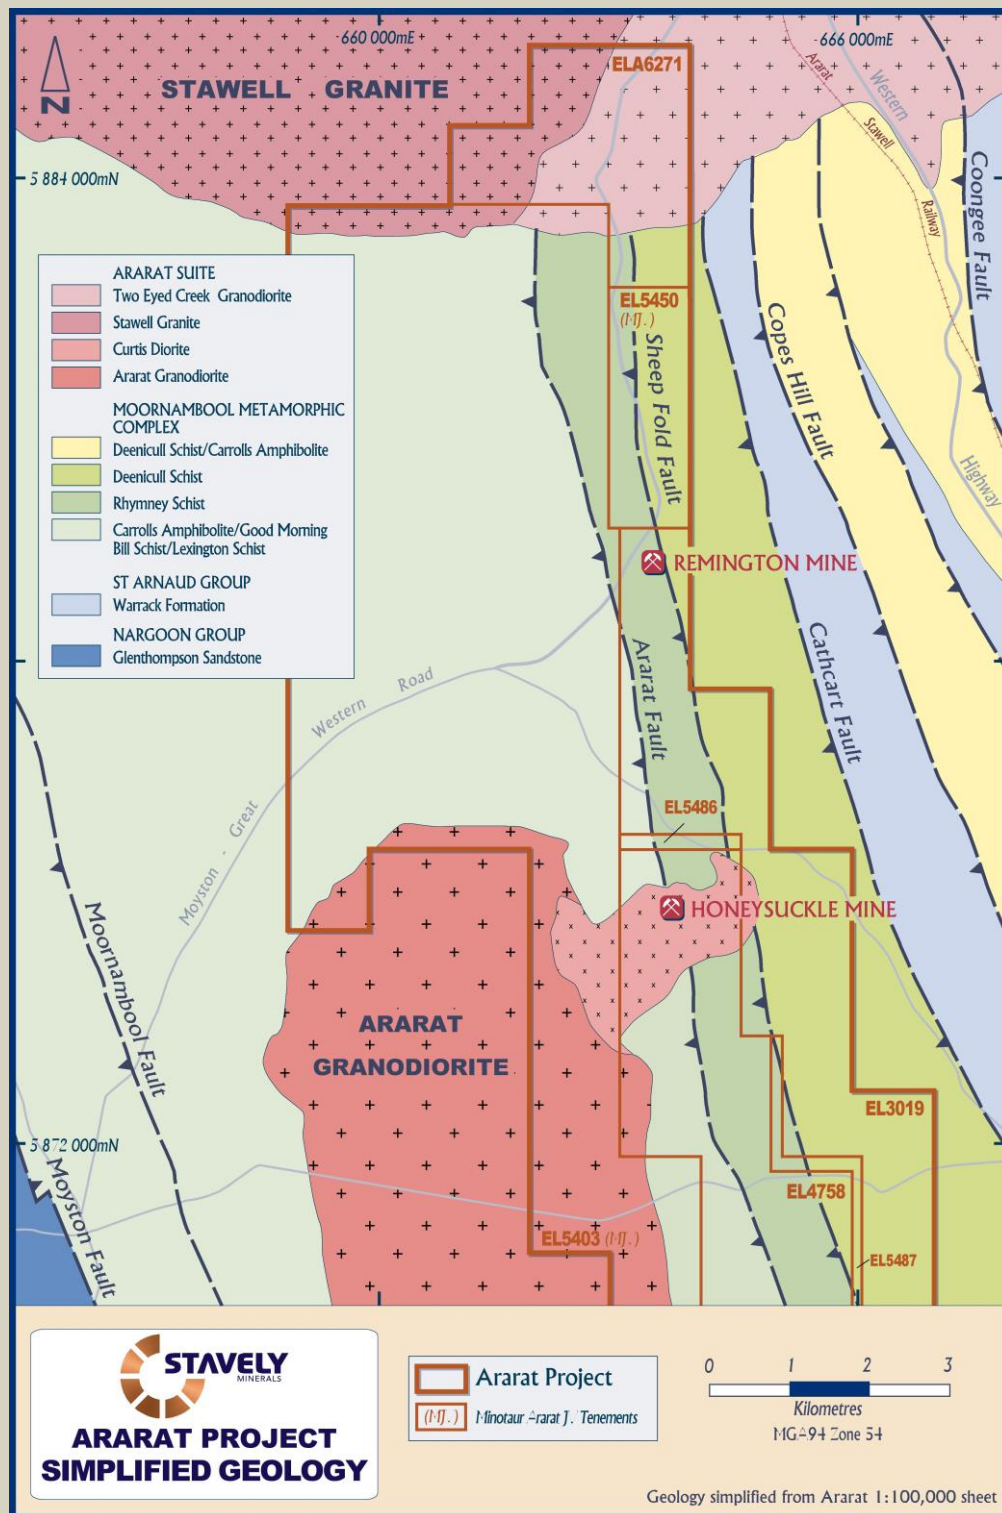 660 000mE
666 000mE
N
STAWELL GRANITE
ELA6271
Ararat
Stawell
Railway
Western
Highway
Coongee Fault
5 884 000mN
ARARAT SUITE
Two Eyed Creek Granodiorite
Stawell Granite
Curtis Diorite
Ararat Granodiorite
MOORNAMBOOL METAMORPHIC
COMPLEX
Deenicull Schist/Carrolls Amphibolite
Deenicull Schist
Rhymney Schist
Carrolls Amphibolite/Good Morning
Bill Schist/Lexington Schist
ST ARNAUD GROUP
Warrack Formation
NARGOON GROUP
Glenthompson Sandstone
EL5450
Sheep Fold Fault
Copes Hill Fault
REMINGTON MINE
Ararat Fault
Cathcart Fault
Moyston - Great
Western Road
EL5486
HONEYSUCKLE MINE
Moornambool Fault
ARARAT
GRANODIORITE
EL3019
5 872 000mN
Moyston Fault
EL4758
EL5403
EL5487
STAVELY
MINERALS
ARARAT PROJECT
SIMPLIFIED GEOLOGY
Ararat Project
Minotaur Ararat Tenements
0 1 2 3
Kilometres
MGA94 Zone 54
Geology simplified from Ararat 1:100,000 sheet